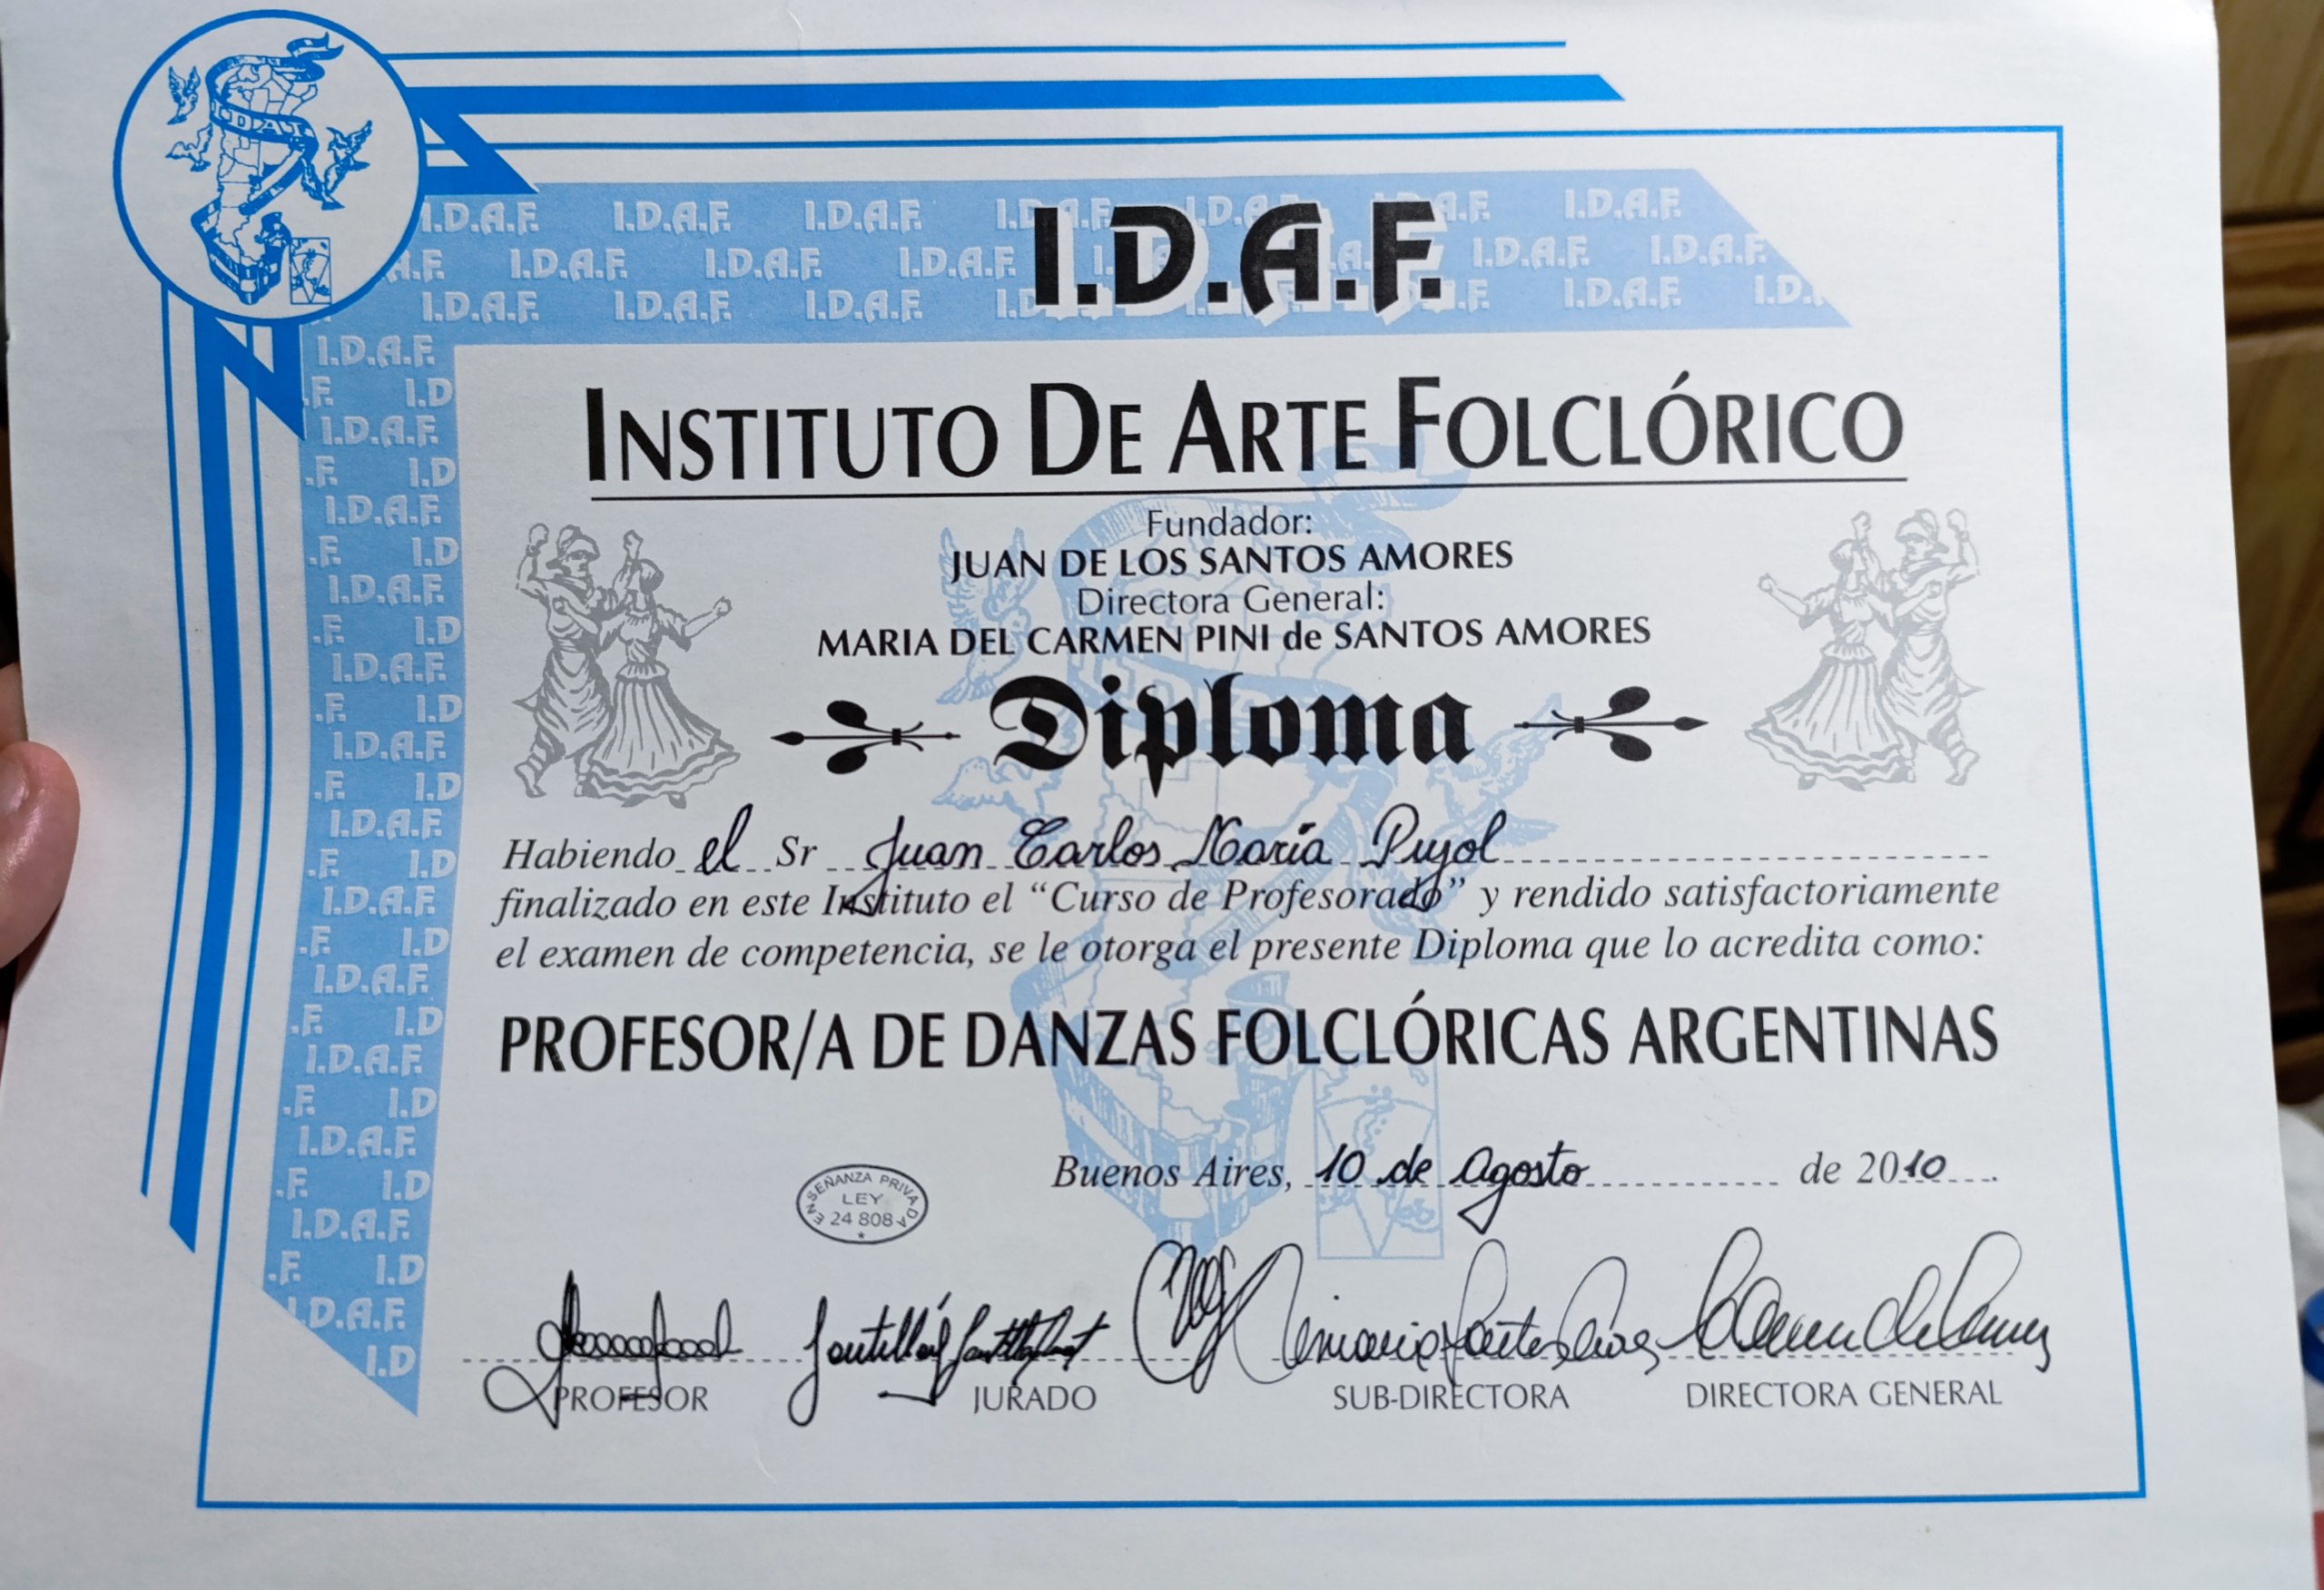 I.D.A.F.
INSTITUTO DE ARTE FOLCLÓRICO
Fundador:
JUAN DE LOS SANTOS AMORES
Directora General:
MARIA DEL CARMEN PINI de SANTOS AMORES
Diploma
Habiendo el Sr Juan Carlos María Pujol
finalizado en este Instituto el “Curso de Profesorado” y rendido satisfactoriamente
el examen de competencia, se le otorga el presente Diploma que lo acredita como:
PROFESOR/A DE DANZAS FOLCLÓRICAS ARGENTINAS
Buenos Aires, 10 de Agosto de 2010
ENSEÑANZA PRIVADA
LEY
24 808
PROFESOR
JURADO
SUB-DIRECTORA
DIRECTORA GENERAL